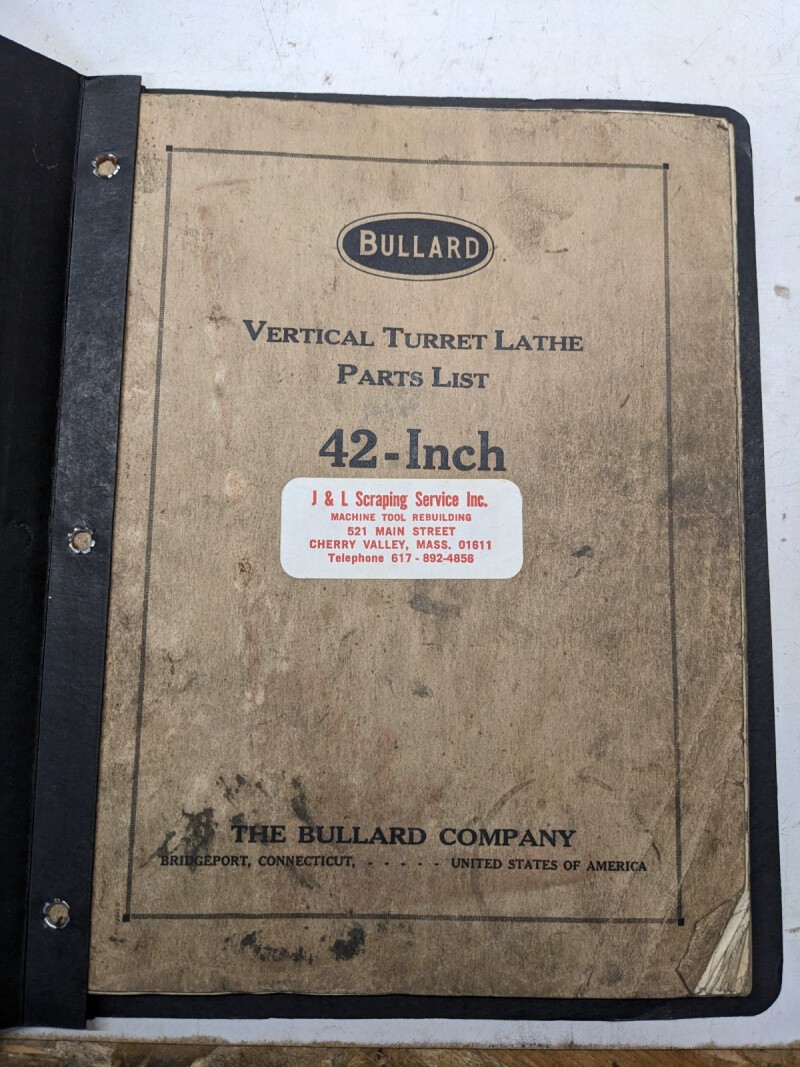 BULLARD
VERTICAL TURRET LATHE
PARTS LIST
42-Inch
J & L Scraping Service Inc.
MACHINE TOOL REBUILDING
521 MAIN STREET
CHERRY VALLEY, MASS. 01611
Telephone 617-892-4856
THE BULLARD COMPANY
BRIDGEPORT, CONNECTICUT, - - - - - UNITED STATES OF AMERICA